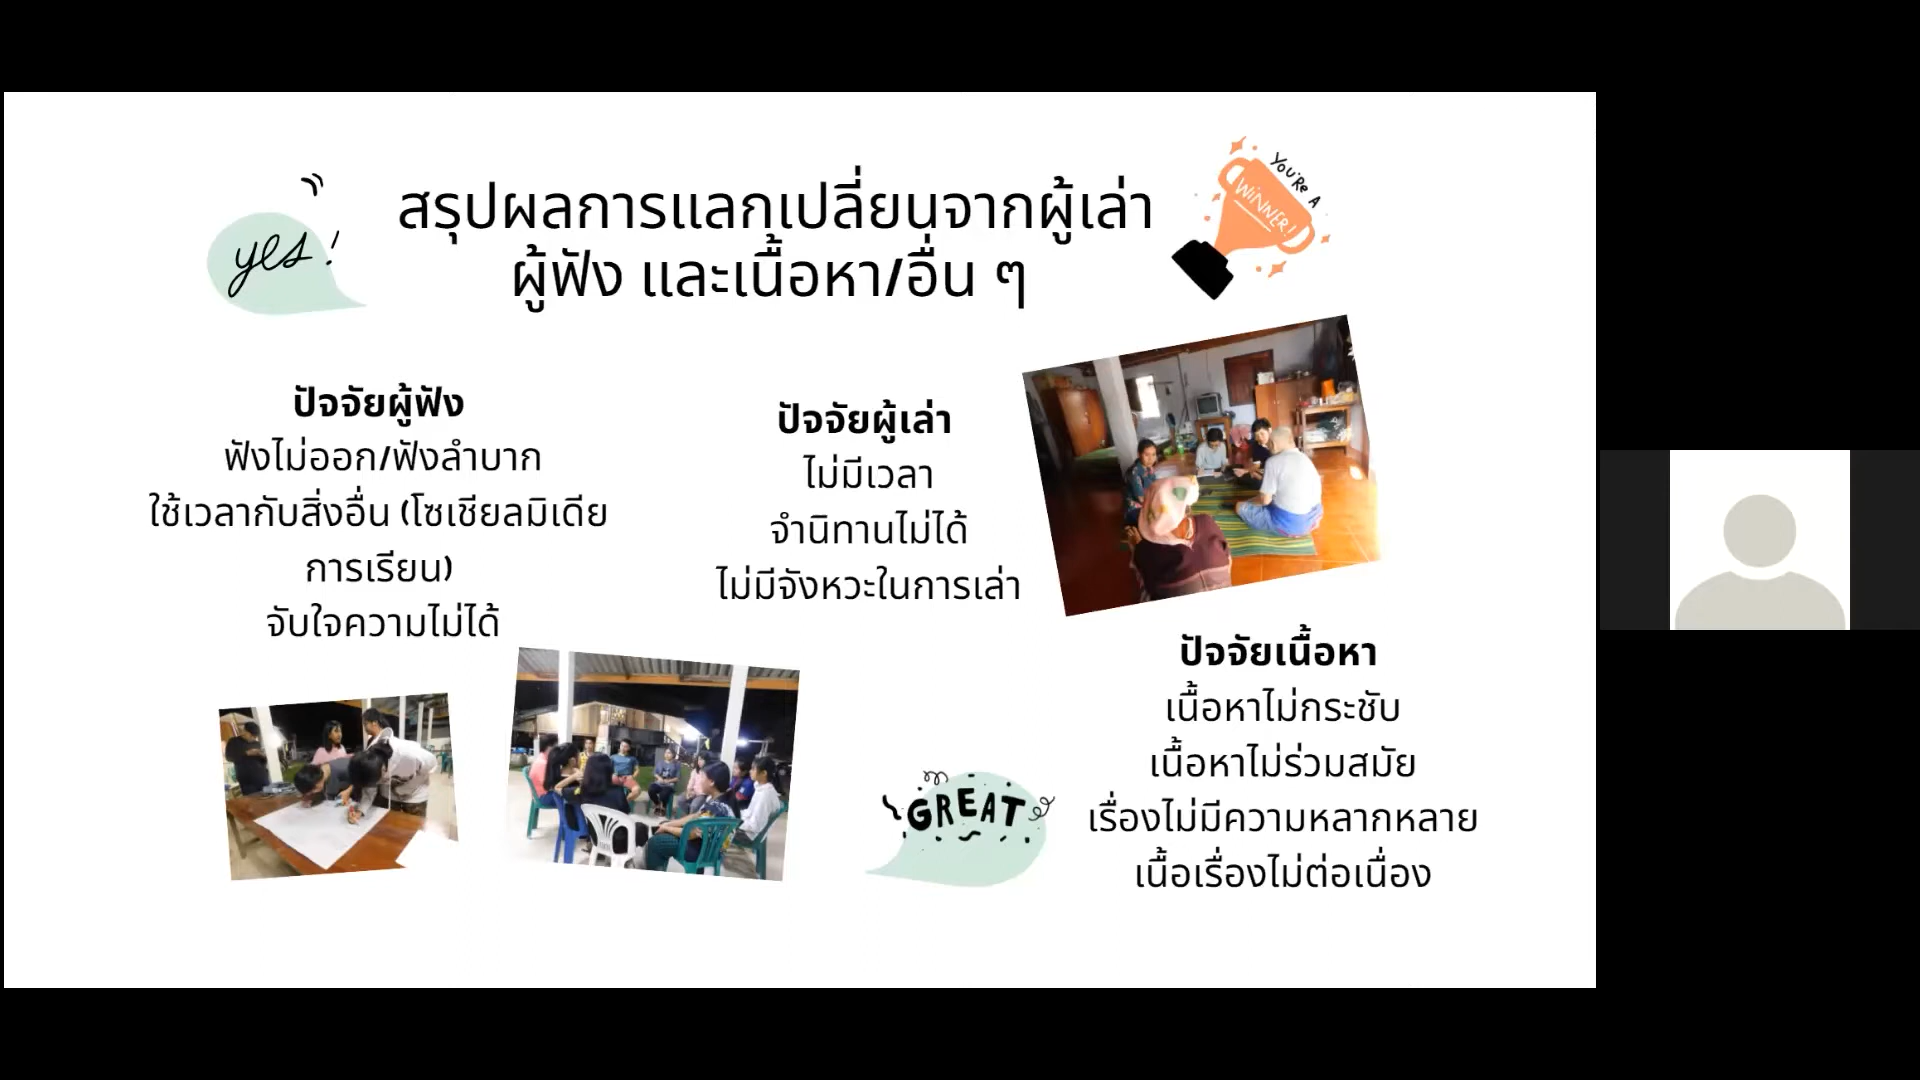 yes!
สรุปผลการแลกเปลี่ยนจากผู้เล่า
ผู้ฟัง และเนื้อหา/อื่น ๆ
YOU'RE A
WINNER!
ปัจจัยผู้ฟัง
ฟังไม่ออก/ฟังลำบาก
ใช้เวลากับสิ่งอื่น (โซเชียลมิเดีย
การเรียน)
จับใจความไม่ได้
ปัจจัยผู้เล่า
ไม่มีเวลา
จำนิทานไม่ได้
ไม่มีจังหวะในการเล่า
ปัจจัยเนื้อหา
เนื้อหาไม่กระชับ
เนื้อหาไม่ร่วมสมัย
เรื่องไม่มีความหลากหลาย
เนื้อเรื่องไม่ต่อเนื่อง
GREAT